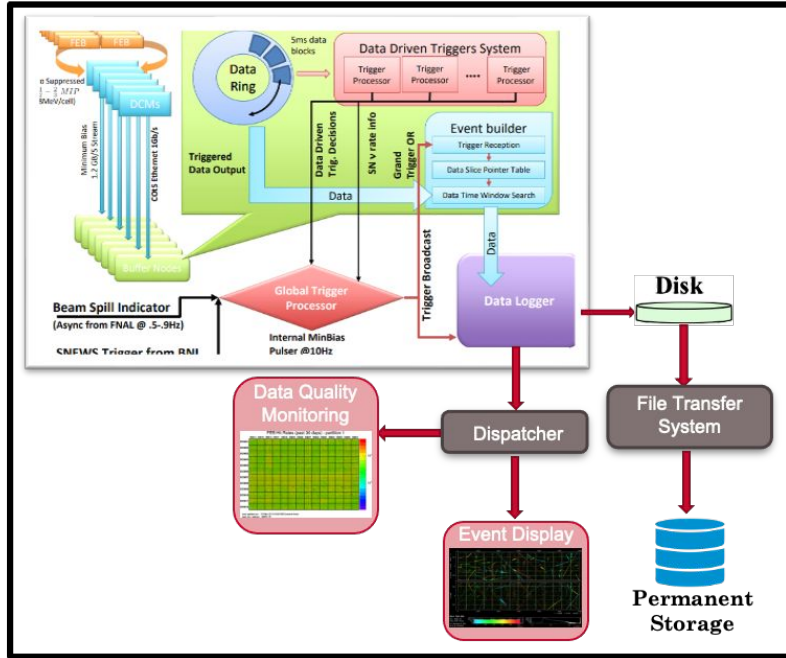 FEB
FEB
Suppressed
MIP
8MeV/cell)
DCMs
Minimum Bias
1.2 GB/S Stream
COTS Ethernet 1Gb/s
Buffer Nodes
5ms data
blocks
Data
Ring
Triggered
Data Output
Data Driven Triggers System
Trigger
Processor
Trigger
Processor
....
Trigger
Processor
Data Driven
Trig. Decisions
SN ν rate info
Grand
Trigger OR
Event builder
Trigger Reception
Data Slice Pointer Table
Data Time Window Search
Data
Data
Trigger Broadcast
Global Trigger
Processor
Data Logger
Beam Spill Indicator
(Async from FNAL @ .5-.9Hz)
Internal MinBias
Pulser @10Hz
SNEWS Trigger from BNL
Disk
Data Quality
Monitoring
Dispatcher
File Transfer
System
Event Display
Permanent
Storage